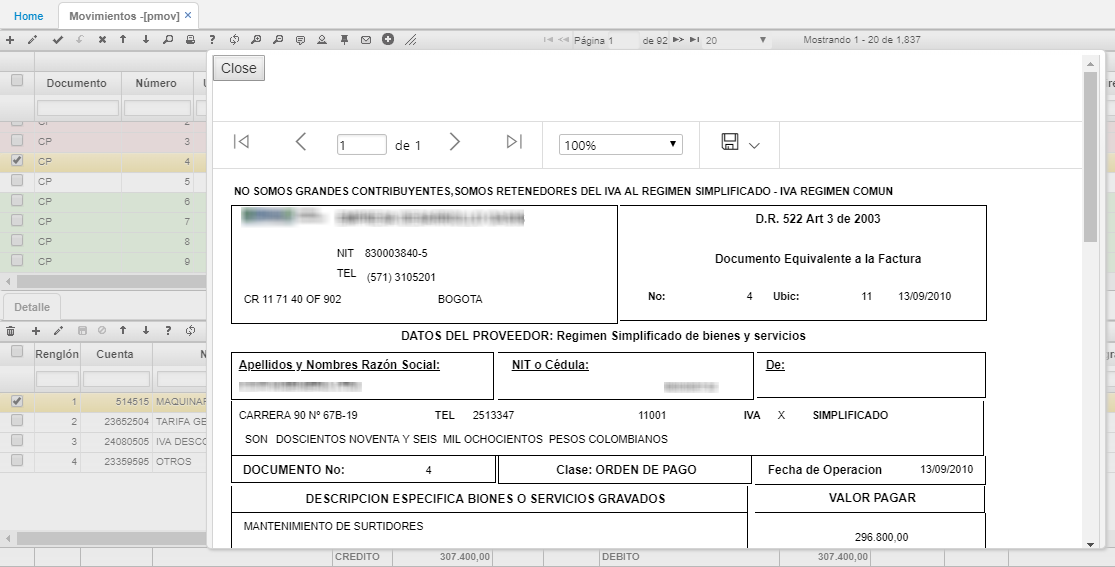 Home Movimientos -[pmov] ×
Página 1 de 92 20 Mostrando 1 - 20 de 1,837
Close
Documento Número
1 de 1 100%
CP 3
CP 4
CP 5
CP 6
CP 7
CP 8
CP 9
NO SOMOS GRANDES CONTRIBUYENTES,SOMOS RETENEDORES DEL IVA AL REGIMEN SIMPLIFICADO - IVA REGIMEN COMUN
D.R. 522 Art 3 de 2003
NIT 830003840-5
Documento Equivalente a la Factura
TEL (571) 3105201
CR 11 71 40 OF 902 BOGOTA
No: 4 Ubic: 11 13/09/2010
Detalle
DATOS DEL PROVEEDOR: Regimen Simplificado de bienes y servicios
Renglón Cuenta N
Apellidos y Nombres Razón Social: NIT o Cédula: De:
1 514515 MAQUINAR
2 23652504 TARIFA GE
3 24080505 IVA DESCO
4 23359595 OTROS
CARRERA 90 Nº 67B-19 TEL 2513347 11001 IVA X SIMPLIFICADO
SON DOSCIENTOS NOVENTA Y SEIS MIL OCHOCIENTOS PESOS COLOMBIANOS
DOCUMENTO No: 4 Clase: ORDEN DE PAGO Fecha de Operacion 13/09/2010
DESCRIPCION ESPECIFICA BIONES O SERVICIOS GRAVADOS VALOR PAGAR
MANTENIMIENTO DE SURTIDORES
296.800,00
CREDITO 307.400,00 DEBITO 307.400,00